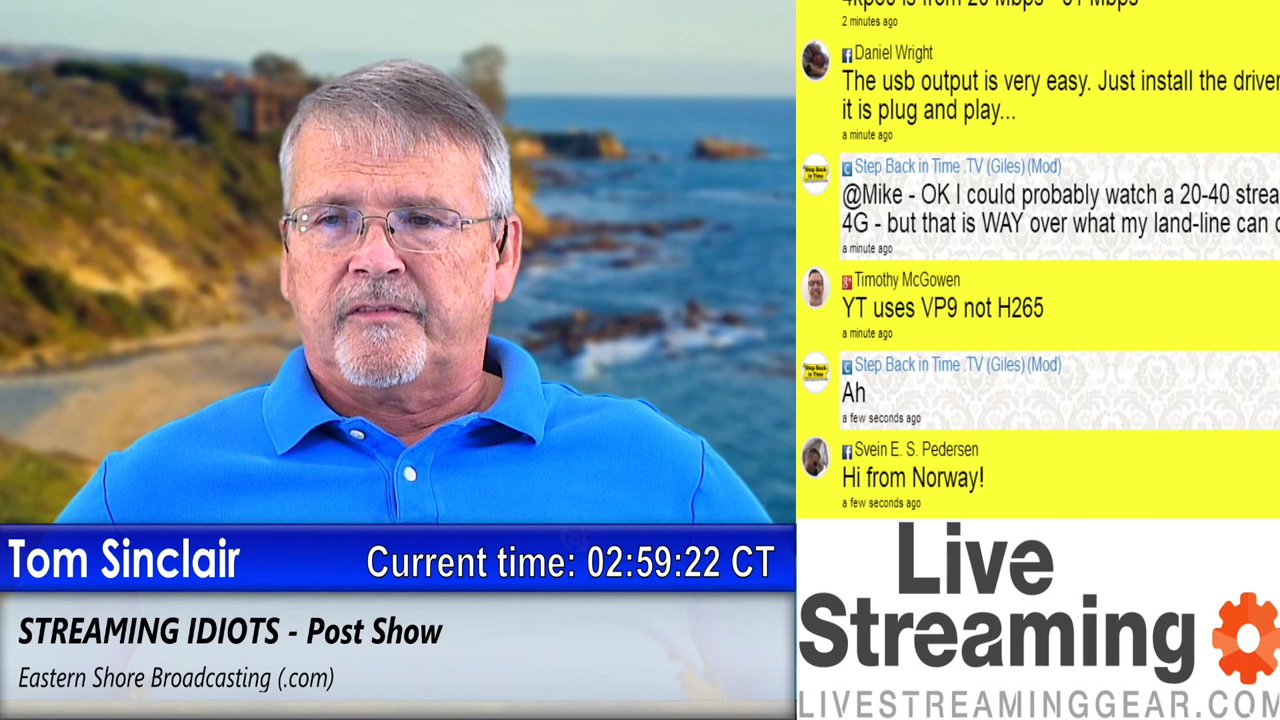 2 minutes ago
Daniel Wright
The usb output is very easy. Just install the driver
it is plug and play...
a minute ago
Step Back in Time .TV (Giles) (Mod)
@Mike - OK I could probably watch a 20-40 strea
4G - but that is WAY over what my land-line can
a minute ago
Timothy McGowen
YT uses VP9 not H265
a minute ago
Step Back in Time .TV (Giles) (Mod)
Ah
a few seconds ago
Svein E. S. Pedersen
Hi from Norway!
a few seconds ago
Tom Sinclair
Current time: 02:59:22 CT
STREAMING IDIOTS - Post Show
Eastern Shore Broadcasting (.com)
Live
Streaming
LIVESTREAMINGGEAR.COM